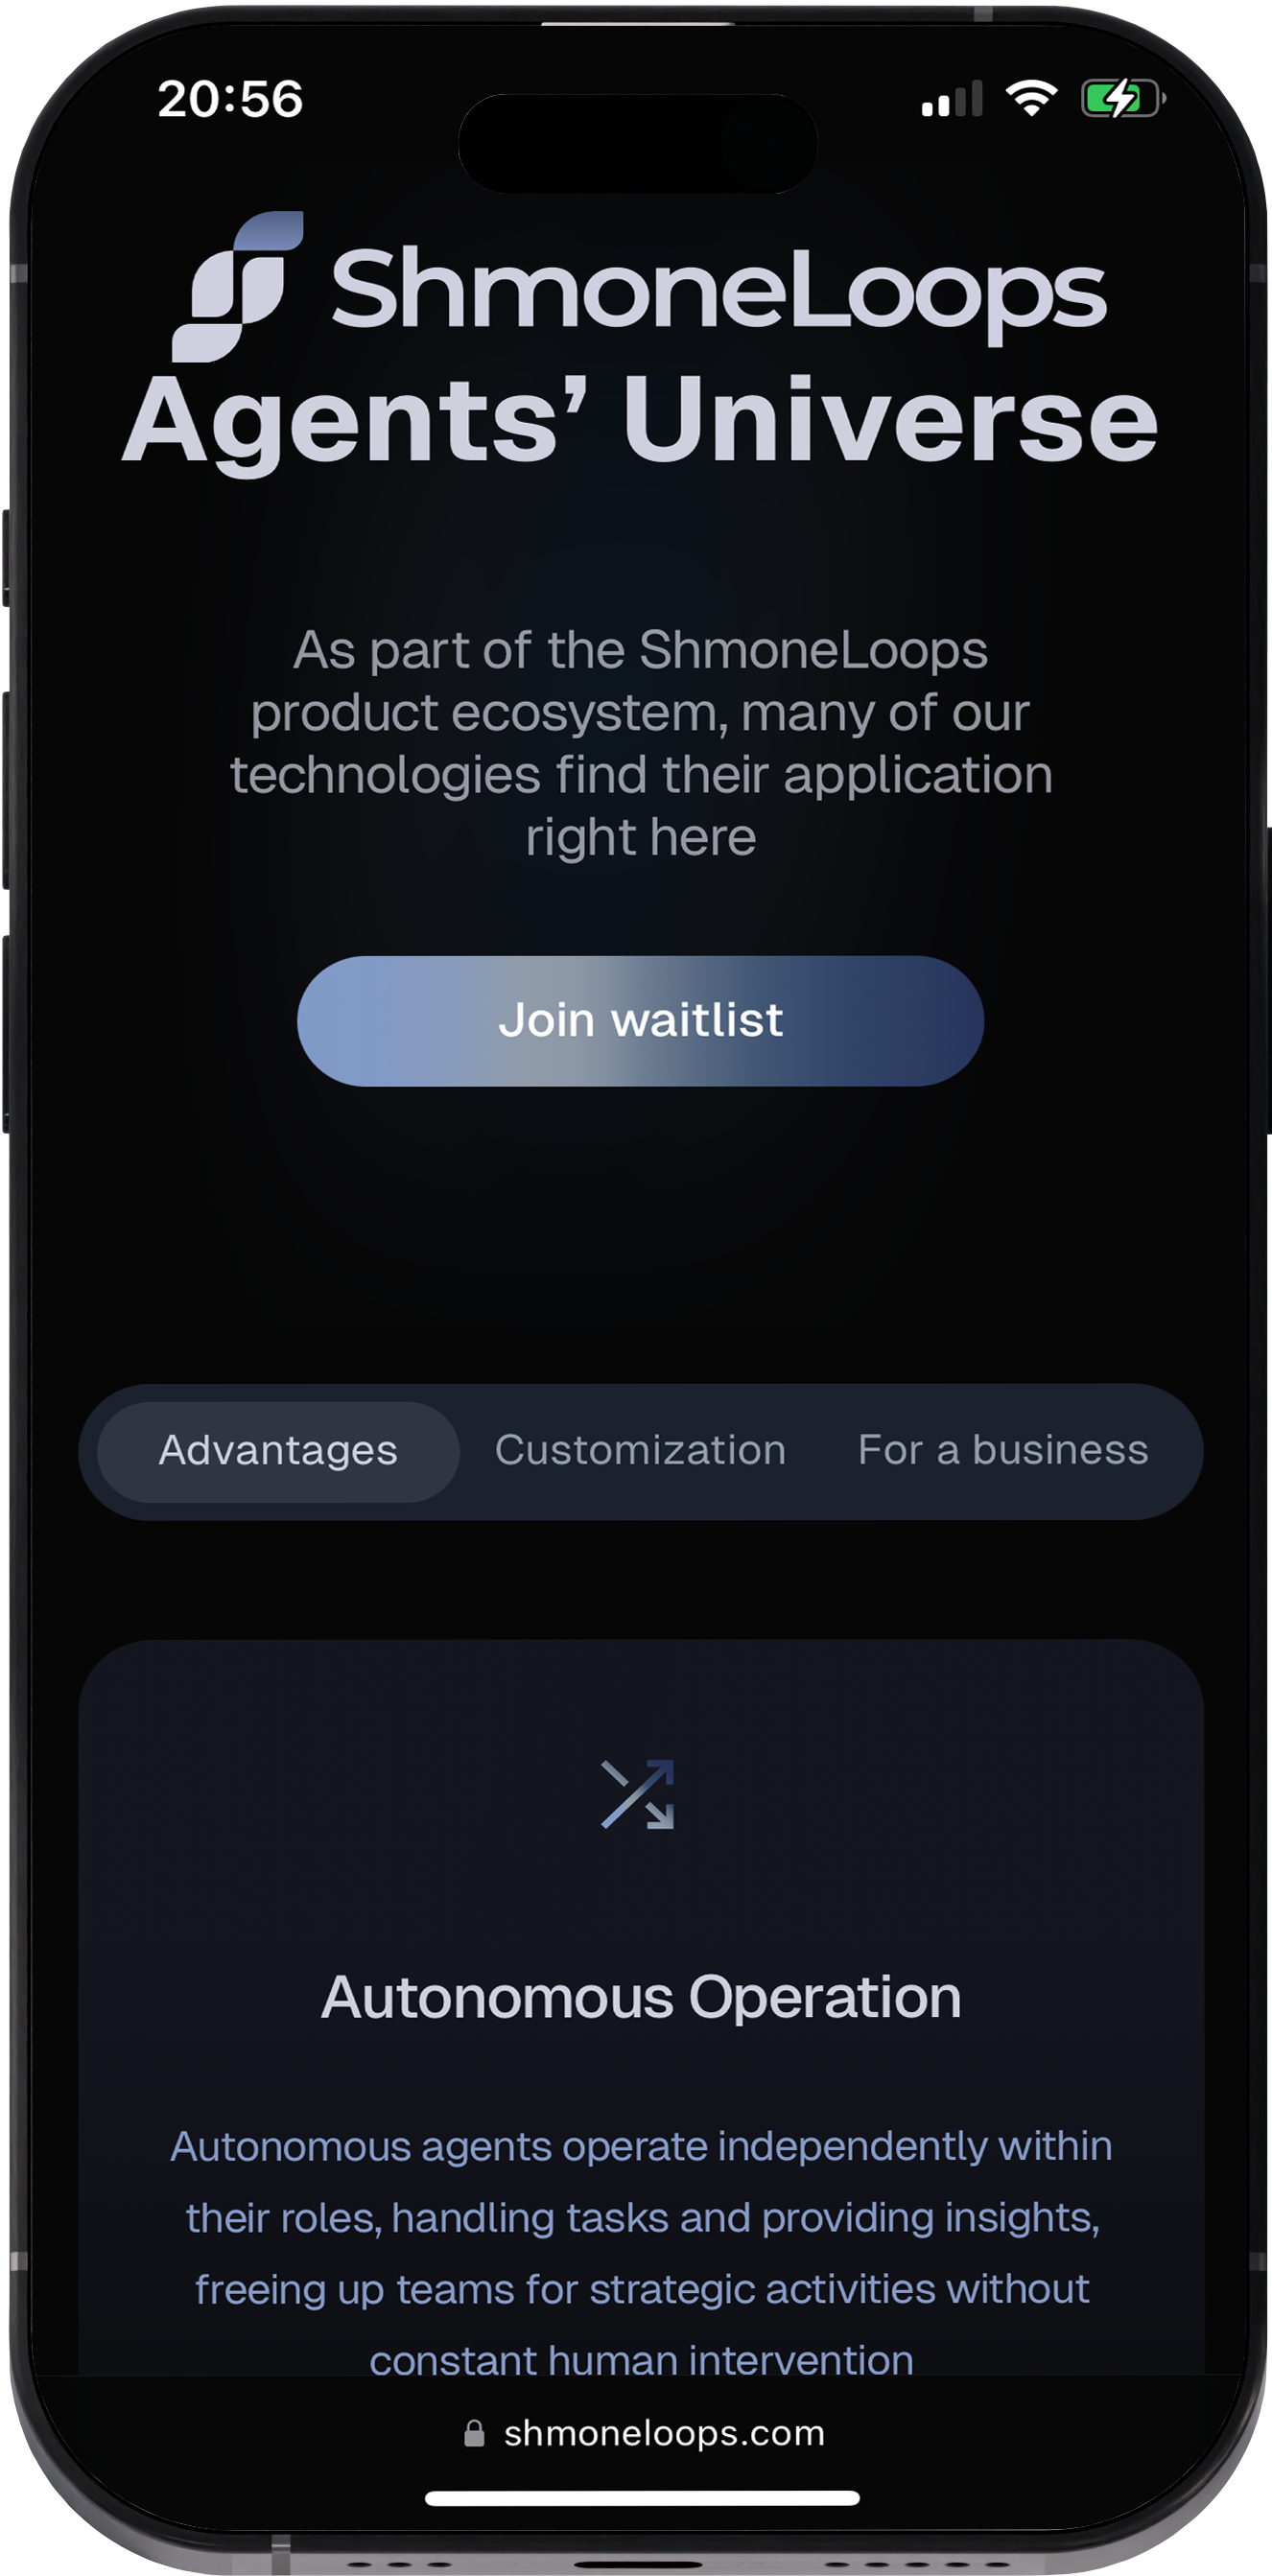 20:56
ShmoneLoops
Agents’ Universe
As part of the ShmoneLoops
product ecosystem, many of our
technologies find their application
right here
Join waitlist
Advantages Customization For a business
Autonomous Operation
Autonomous agents operate independently within
their roles, handling tasks and providing insights,
freeing up teams for strategic activities without
constant human intervention
shmoneloops.com